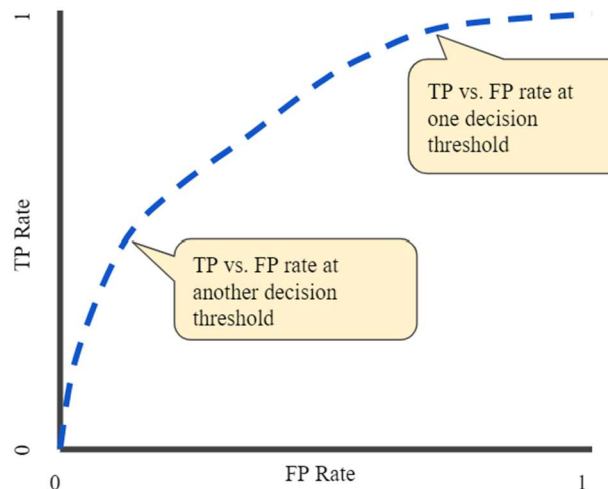 1
TP vs. FP rate at
one decision
threshold
TP Rate
TP vs. FP rate at
another decision
threshold
0
0
FP Rate
1